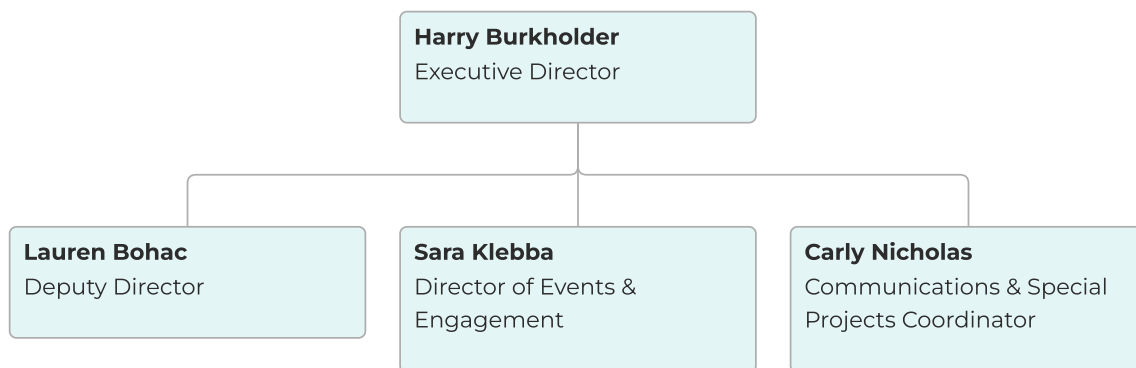 Harry Burkholder
Executive Director
Lauren Bohac
Deputy Director
Sara Klebba
Director of Events &
Engagement
Carly Nicholas
Communications & Special
Projects Coordinator